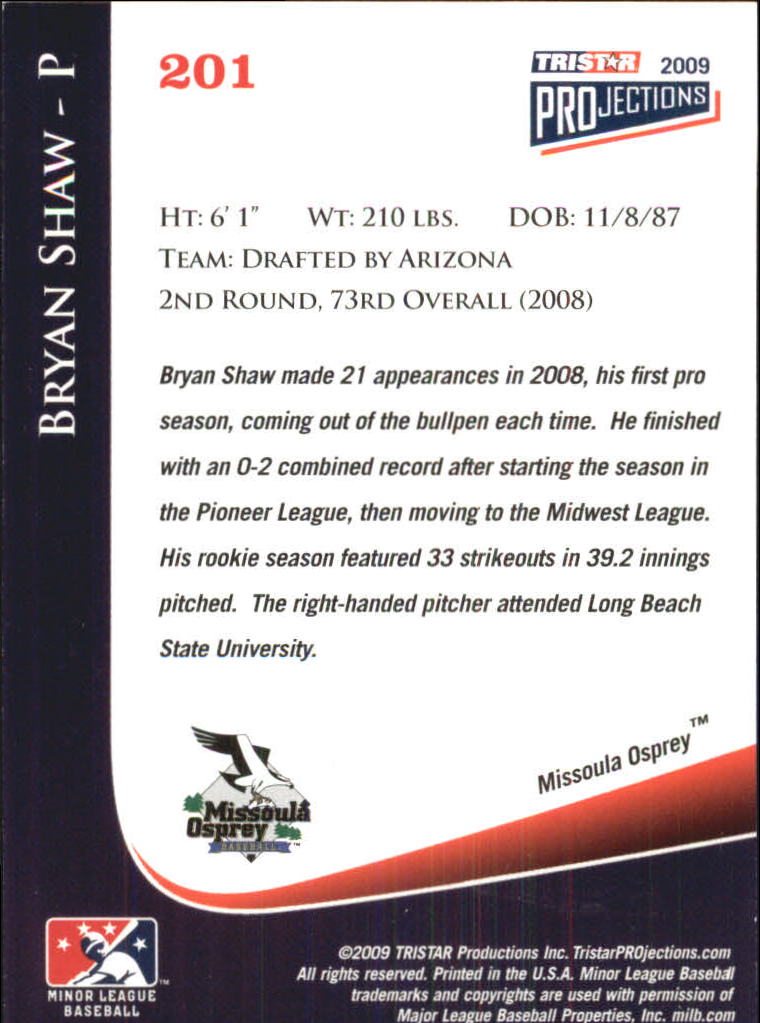 BRYAN SHAW - P
201
TRISTAR 2009
PROJECTIONS
HT: 6' 1" WT: 210 LBS. DOB: 11/8/87
TEAM: DRAFTED BY ARIZONA
2ND ROUND, 73RD OVERALL (2008)
Bryan Shaw made 21 appearances in 2008, his first pro
season, coming out of the bullpen each time. He finished
with an 0-2 combined record after starting the season in
the Pioneer League, then moving to the Midwest League.
His rookie season featured 33 strikeouts in 39.2 innings
pitched. The right-handed pitcher attended Long Beach
State University.
Missoula Osprey™
Missoula
Osprey
BASEBALL™
™
MINOR LEAGUE
BASEBALL
©2009 TRISTAR Productions Inc. TristarPROjections.com
All rights reserved. Printed in the U.S.A. Minor League Basebal
trademarks and copyrights are used with permission of
Major League Baseball Properties, Inc. milb.com